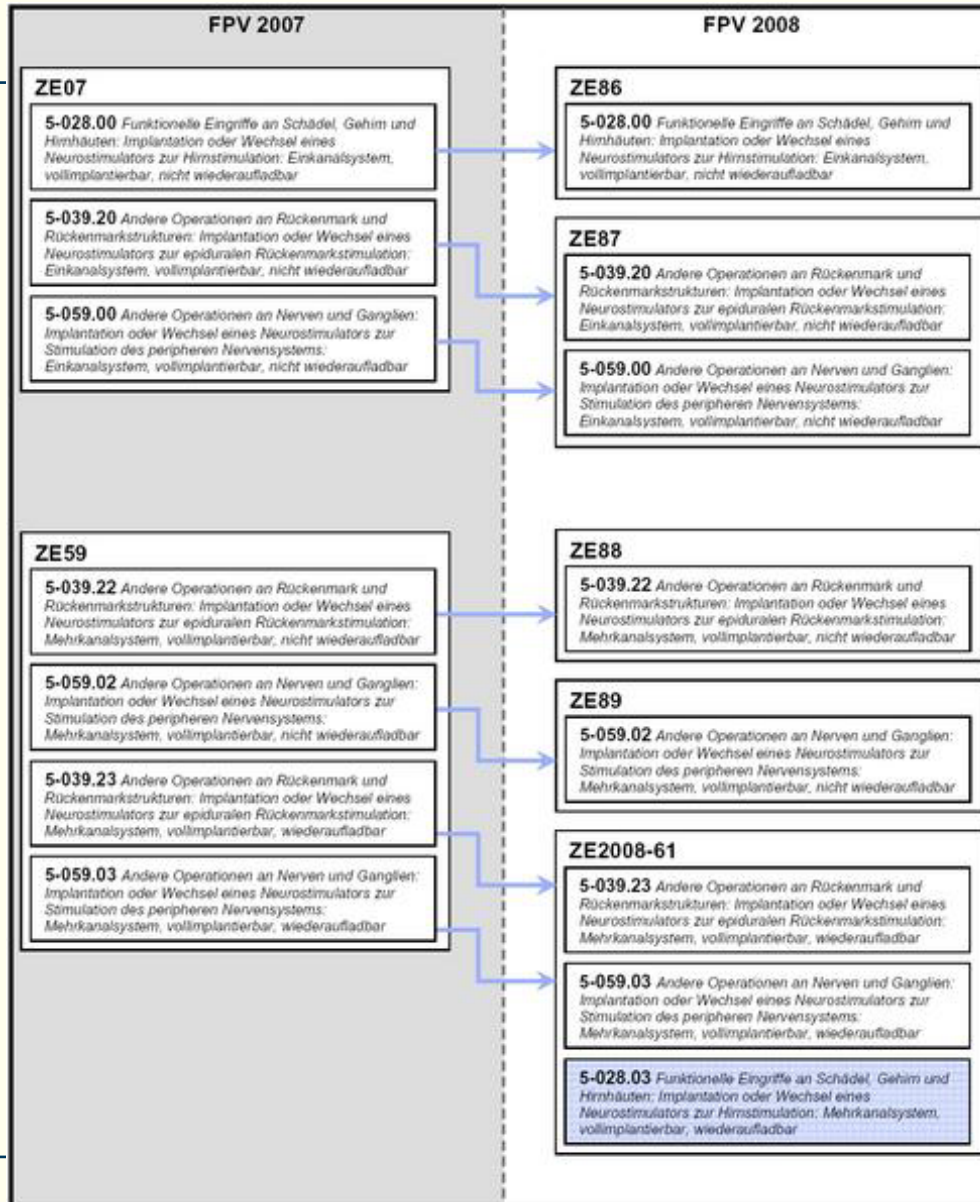 FPV 2007
ZE07
5-028.00 Funktionelle Eingriffe an Schädel, Gehirn und
Hirnhäuten: Implantation oder Wechsel eines
Neurostimulators zur Hirnstimulation: Einkanalsystem,
vollimplantierbar, nicht wiederaufladbar
5-039.20 Andere Operationen an Rückenmark und
Rückenmarkstrukturen: Implantation oder Wechsel eines
Neurostimulators zur epiduralen Rückenmarkstimulation:
Einkanalsystem, vollimplantierbar, nicht wiederaufladbar
5-059.00 Andere Operationen an Nerven und Ganglien:
Implantation oder Wechsel eines Neurostimulators zur
Stimulation des peripheren Nervensystems:
Einkanalsystem, vollimplantierbar, nicht wiederaufladbar
ZE59
5-039.22 Andere Operationen an Rückenmark und
Rückenmarkstrukturen: Implantation oder Wechsel eines
Neurostimulators zur epiduralen Rückenmarkstimulation:
Mehrkanalsystem, vollimplantierbar, nicht wiederaufladbar
5-059.02 Andere Operationen an Nerven und Ganglien:
Implantation oder Wechsel eines Neurostimulators zur
Stimulation des peripheren Nervensystems:
Mehrkanalsystem, vollimplantierbar, nicht wiederaufladbar
5-039.23 Andere Operationen an Rückenmark und
Rückenmarkstrukturen: Implantation oder Wechsel eines
Neurostimulators zur epiduralen Rückenmarkstimulation:
Mehrkanalsystem, vollimplantierbar, wiederaufladbar
5-059.03 Andere Operationen an Nerven und Ganglien:
Implantation oder Wechsel eines Neurostimulators zur
Stimulation des peripheren Nervensystems:
Mehrkanalsystem, vollimplantierbar, wiederaufladbar
FPV 2008
ZE86
5-028.00 Funktionelle Eingriffe an Schädel, Gehirn und
Hirnhäuten: Implantation oder Wechsel eines
Neurostimulators zur Hirnstimulation: Einkanalsystem,
vollimplantierbar, nicht wiederaufladbar
ZE87
5-039.20 Andere Operationen an Rückenmark und
Rückenmarkstrukturen: Implantation oder Wechsel eines
Neurostimulators zur epiduralen Rückenmarkstimulation:
Einkanalsystem, vollimplantierbar, nicht wiederaufladbar
5-059.00 Andere Operationen an Nerven und Ganglien:
Implantation oder Wechsel eines Neurostimulators zur
Stimulation des peripheren Nervensystems:
Einkanalsystem, vollimplantierbar, nicht wiederaufladbar
ZE88
5-039.22 Andere Operationen an Rückenmark und
Rückenmarkstrukturen: Implantation oder Wechsel eines
Neurostimulators zur epiduralen Rückenmarkstimulation:
Mehrkanalsystem, vollimplantierbar, nicht wiederaufladbar
ZE89
5-059.02 Andere Operationen an Nerven und Ganglien:
Implantation oder Wechsel eines Neurostimulators zur
Stimulation des peripheren Nervensystems:
Mehrkanalsystem, vollimplantierbar, nicht wiederaufladbar
ZE2008-61
5-039.23 Andere Operationen an Rückenmark und
Rückenmarkstrukturen: Implantation oder Wechsel eines
Neurostimulators zur epiduralen Rückenmarkstimulation:
Mehrkanalsystem, vollimplantierbar, wiederaufladbar
5-059.03 Andere Operationen an Nerven und Ganglien:
Implantation oder Wechsel eines Neurostimulators zur
Stimulation des peripheren Nervensystems:
Mehrkanalsystem, vollimplantierbar, wiederaufladbar
5-028.03 Funktionelle Eingriffe an Schädel, Gehirn und
Hirnhäuten: Implantation oder Wechsel eines
Neurostimulators zur Hirnstimulation: Mehrkanalsystem,
vollimplantierbar, wiederaufladbar